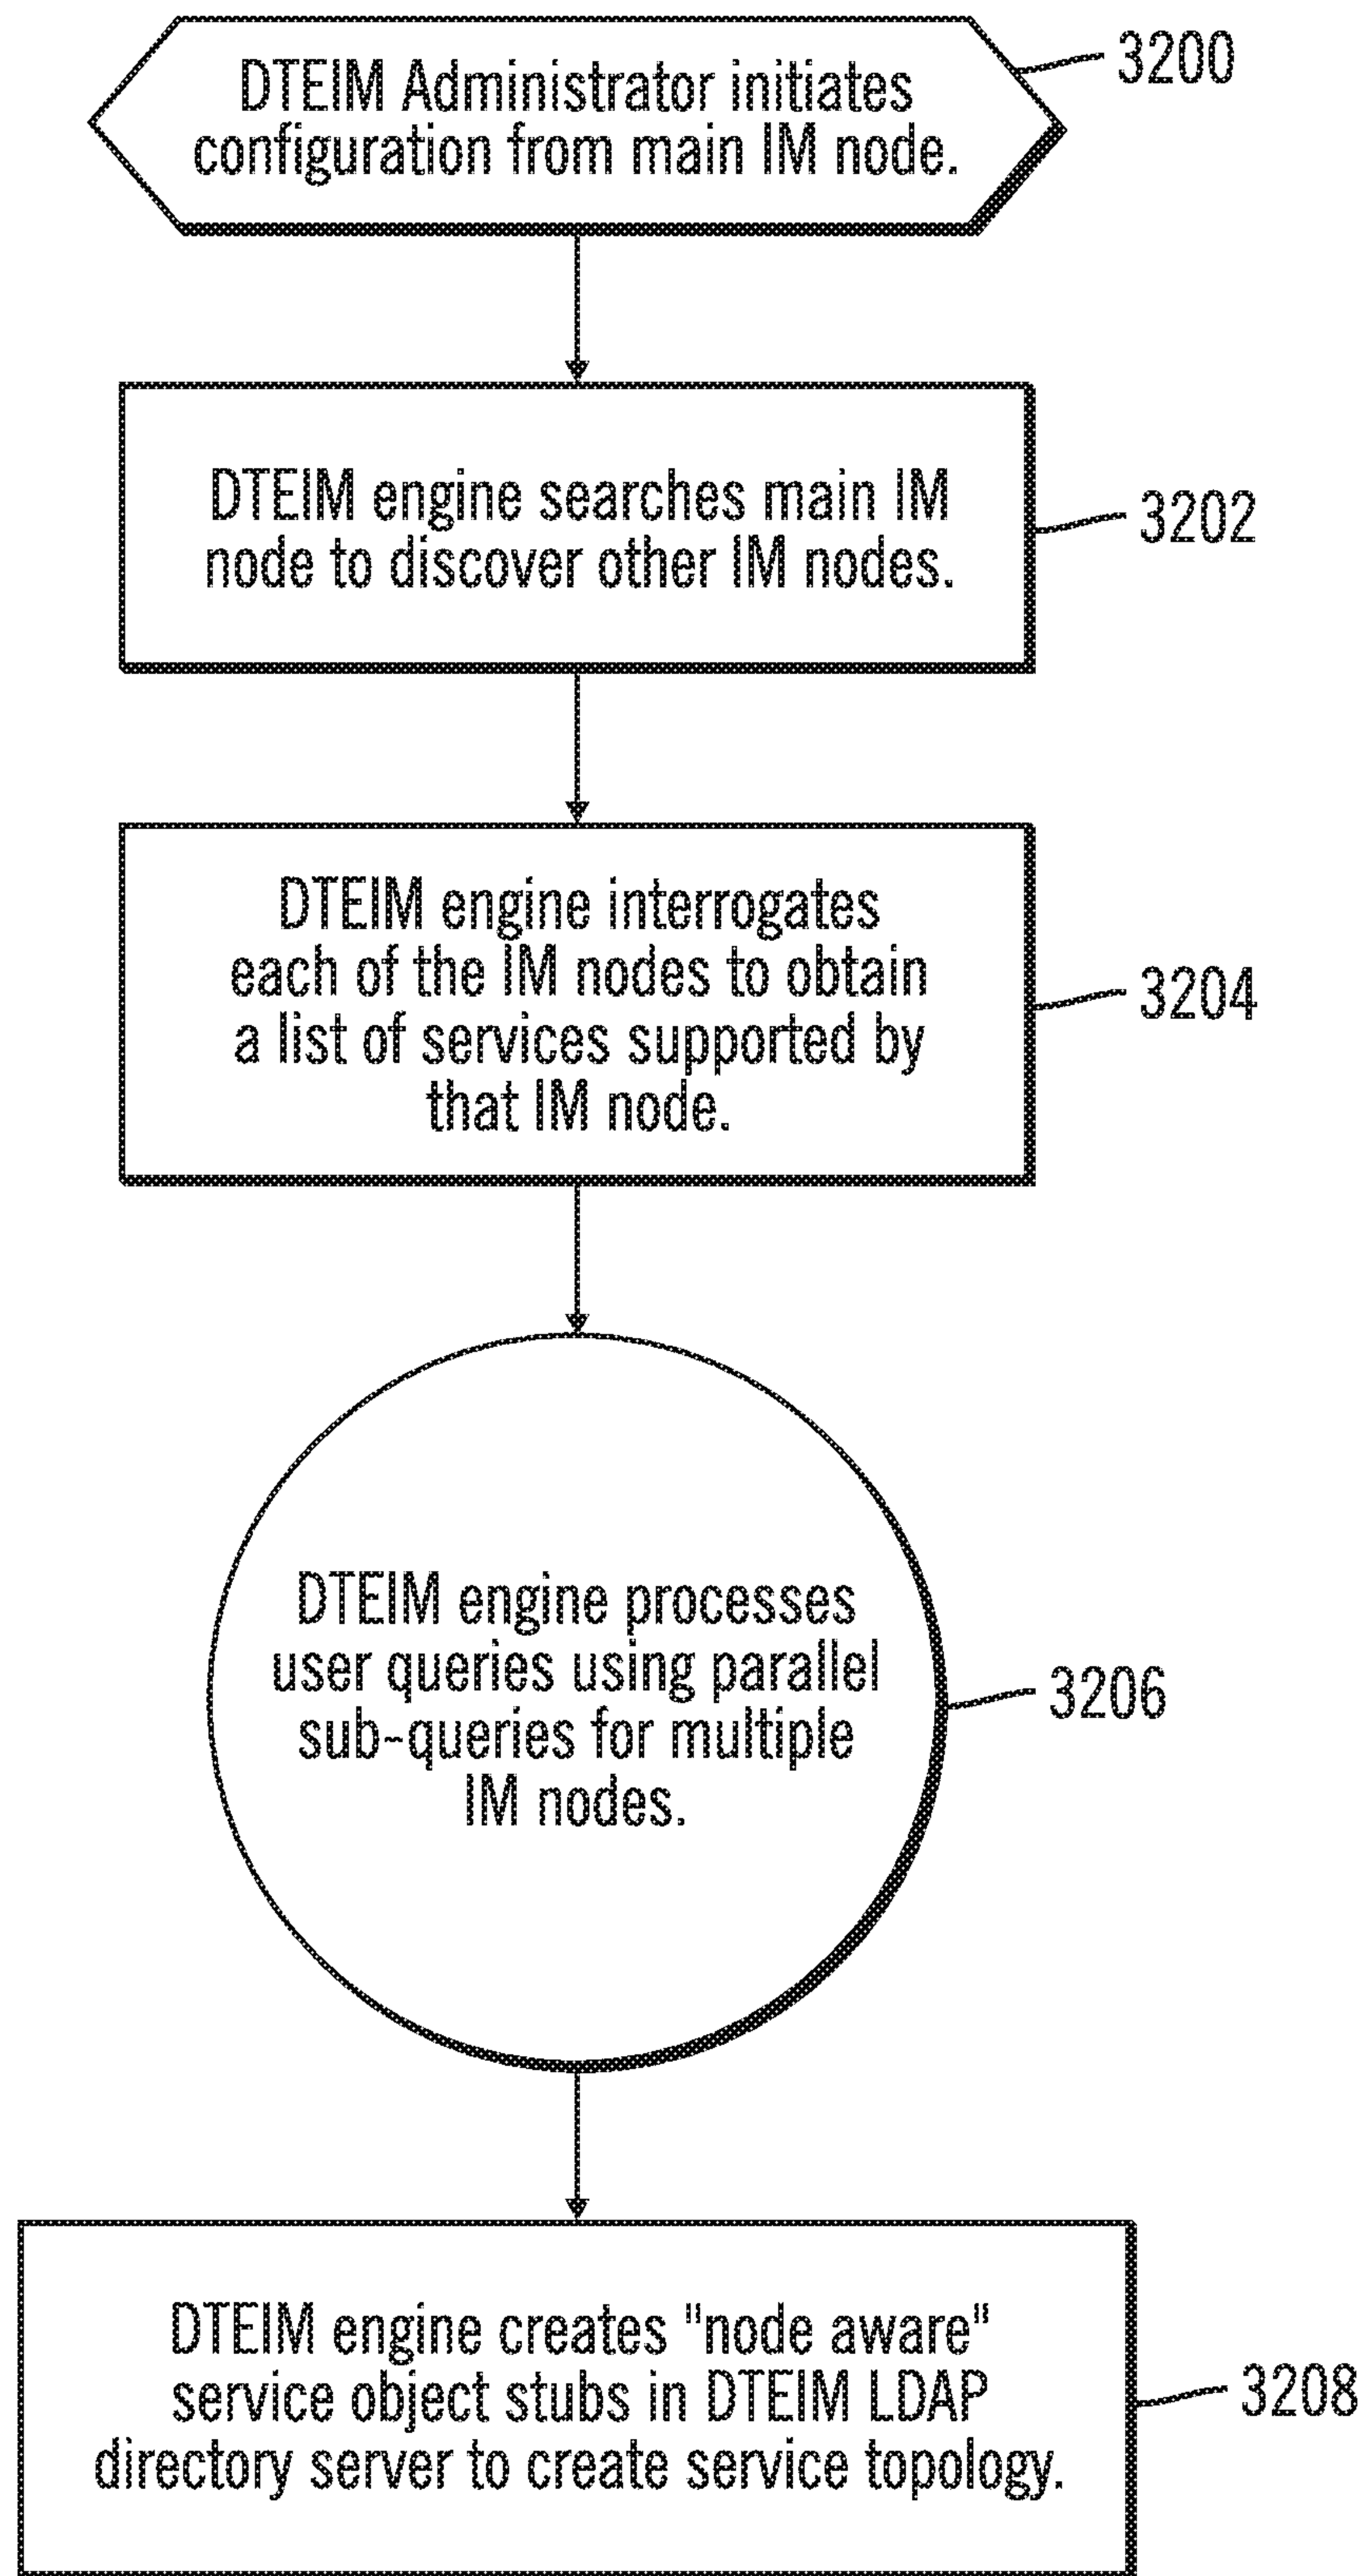 DTEIM Administrator initiates
configuration from main IM node.
3200
DTEIM engine searches main IM
node to discover other IM nodes.
3202
DTEIM engine interrogates
each of the IM nodes to obtain
a list of services supported by
that IM node.
3204
DTEIM engine processes
user queries using parallel
sub-queries for multiple
IM nodes.
3206
DTEIM engine creates "node aware"
service object stubs in DTEIM LDAP
directory server to create service topology.
3208